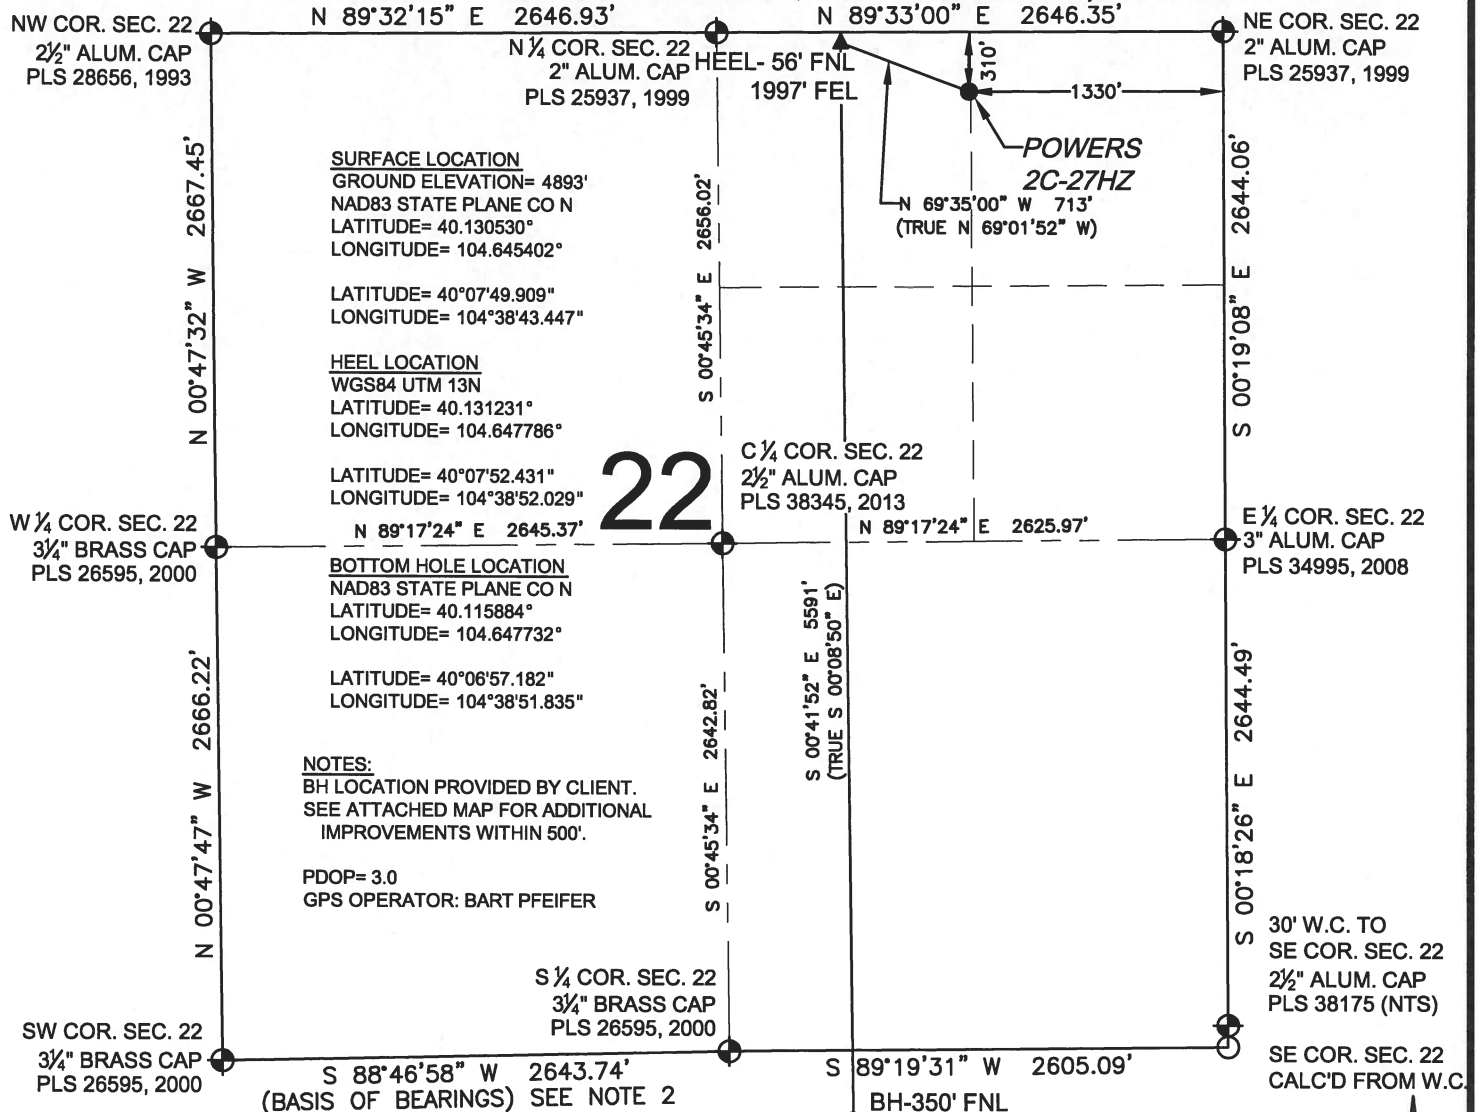 N 89°32'15" E 2646.93'
N 89°33'00" E 2646.35'
NW COR. SEC. 22
2½" ALUM. CAP
PLS 28656, 1993
N ¼ COR. SEC. 22
2" ALUM. CAP
PLS 25937, 1999
HEEL- 56' FNL
1997' FEL
310'
1330'
NE COR. SEC. 22
2" ALUM. CAP
PLS 25937, 1999
POWERS
2C-27HZ
N 69°35'00" W 713'
(TRUE N 69°01'52" W)
N 00°47'32" W 2667.45'
SURFACE LOCATION
GROUND ELEVATION= 4893'
NAD83 STATE PLANE CO N
LATITUDE= 40.130530°
LONGITUDE= 104.645402°
LATITUDE= 40°07'49.909"
LONGITUDE= 104°38'43.447"
HEEL LOCATION
WGS84 UTM 13N
LATITUDE= 40.131231°
LONGITUDE= 104.647786°
LATITUDE= 40°07'52.431"
LONGITUDE= 104°38'52.029"
S 00°45'34" E 2656.02'
S 00°19'08" E 2644.06'
22
C ¼ COR. SEC. 22
2½" ALUM. CAP
PLS 38345, 2013
W ¼ COR. SEC. 22
3¼" BRASS CAP
PLS 26595, 2000
N 89°17'24" E 2645.37'
N 89°17'24" E 2625.97'
E ¼ COR. SEC. 22
3" ALUM. CAP
PLS 34995, 2008
BOTTOM HOLE LOCATION
NAD83 STATE PLANE CO N
LATITUDE= 40.115884°
LONGITUDE= 104.647732°
LATITUDE= 40°06'57.182"
LONGITUDE= 104°38'51.835"
S 00°41'52" E 5591'
(TRUE S 00°08'50" E)
N 00°47'47" W 2666.22'
S 00°45'34" E 2642.82'
S 00°18'26" E 2644.49'
NOTES:
BH LOCATION PROVIDED BY CLIENT.
SEE ATTACHED MAP FOR ADDITIONAL
IMPROVEMENTS WITHIN 500'.
PDOP= 3.0
GPS OPERATOR: BART PFEIFER
30' W.C. TO
SE COR. SEC. 22
2½" ALUM. CAP
PLS 38175 (NTS)
S ¼ COR. SEC. 22
3¼" BRASS CAP
PLS 26595, 2000
SW COR. SEC. 22
3¼" BRASS CAP
PLS 26595, 2000
S 88°46'58" W 2643.74'
(BASIS OF BEARINGS) SEE NOTE 2
S 89°19'31" W 2605.09'
SE COR. SEC. 22
CALC'D FROM W.C.
BH-350' FNL